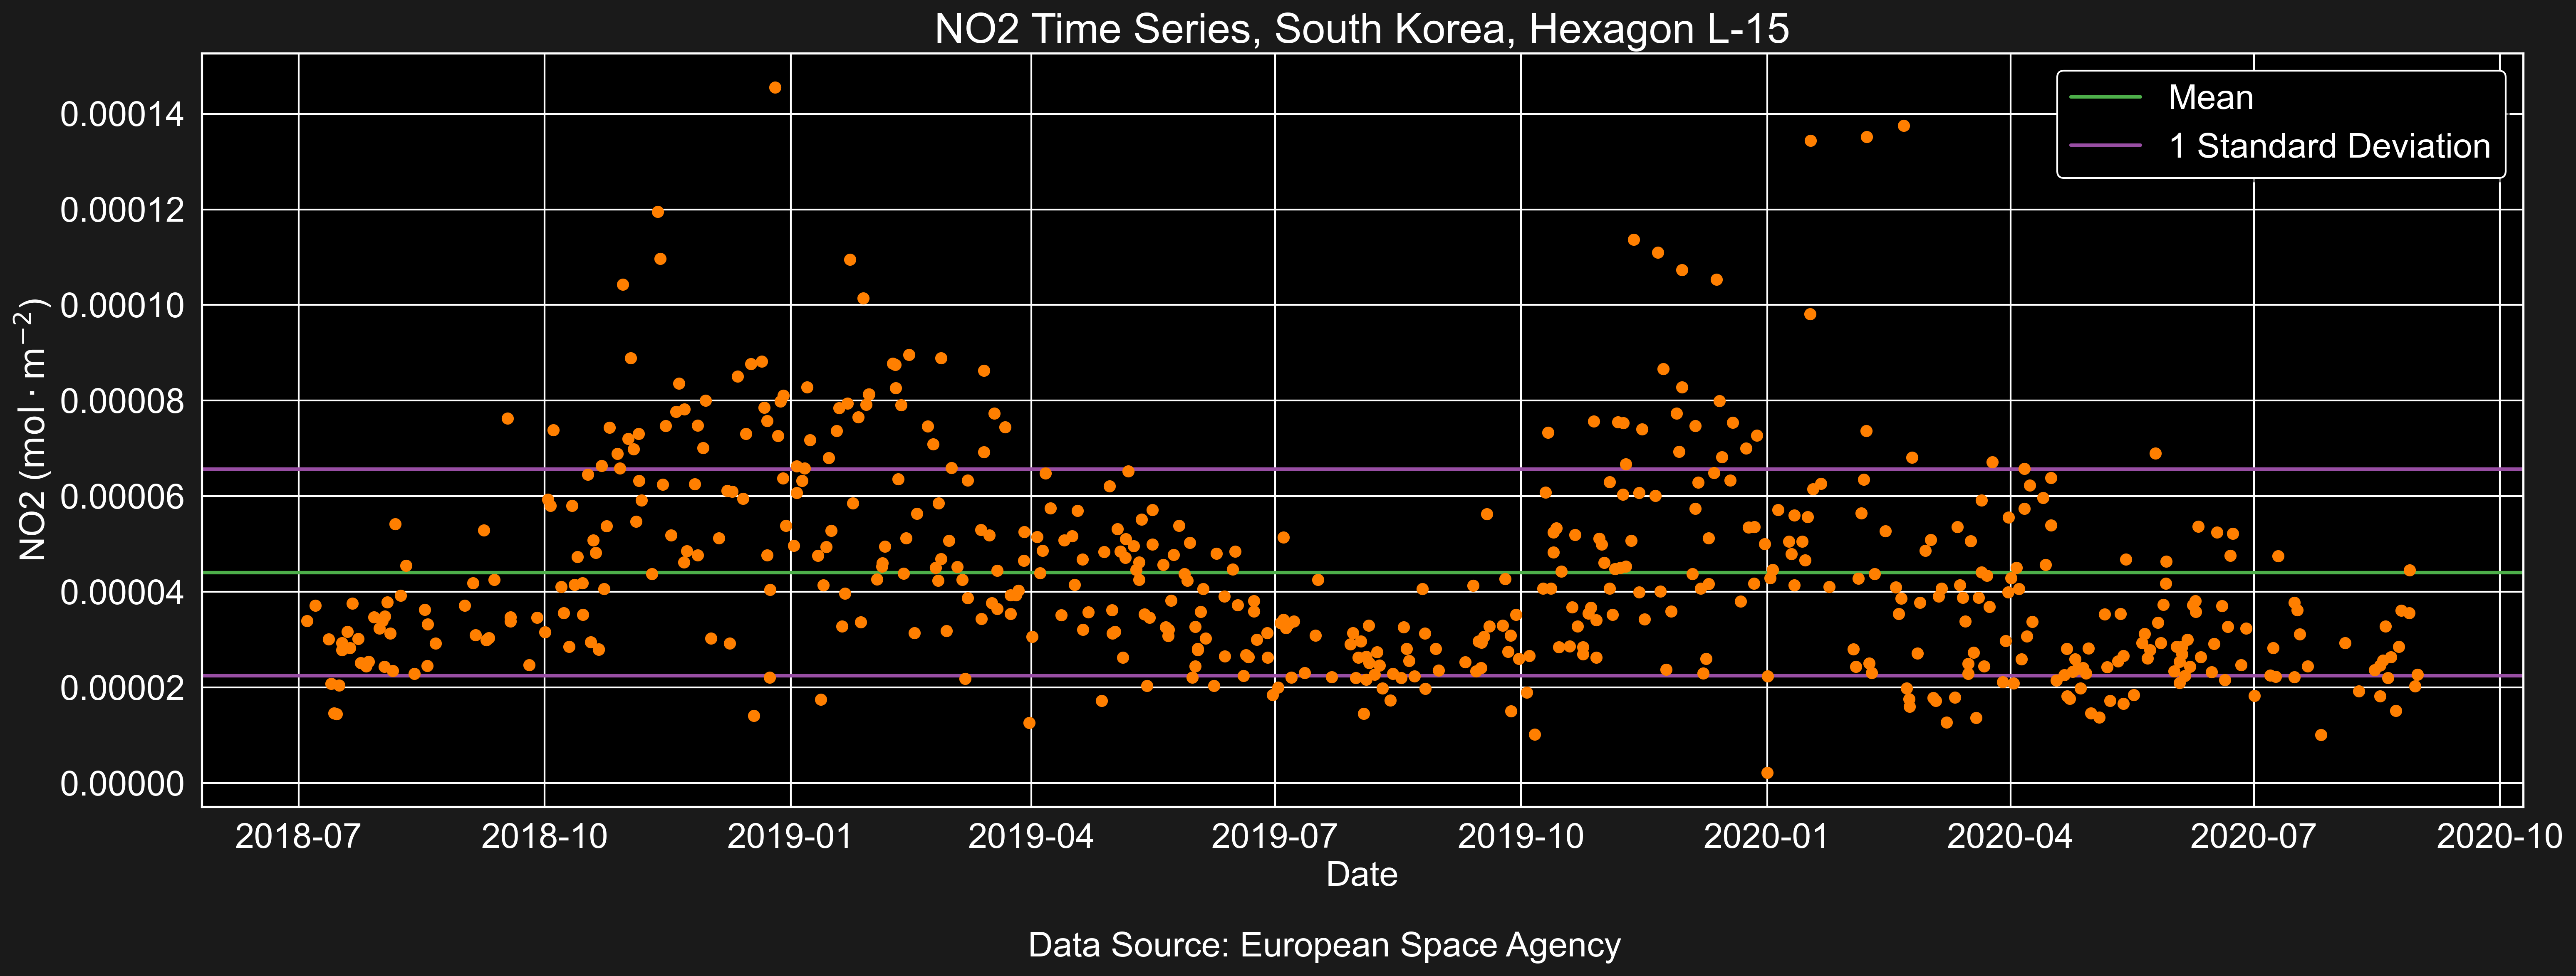 NO2 Time Series, South Korea, Hexagon L-15
Mean
1 Standard Deviation
NO2 (mol · m⁻²)
0.00014
0.00012
0.00010
0.00008
0.00006
0.00004
0.00002
0.00000
2018-07 2018-10 2019-01 2019-04 2019-07 2019-10 2020-01 2020-04 2020-07 2020-10
Date
Data Source: European Space Agency